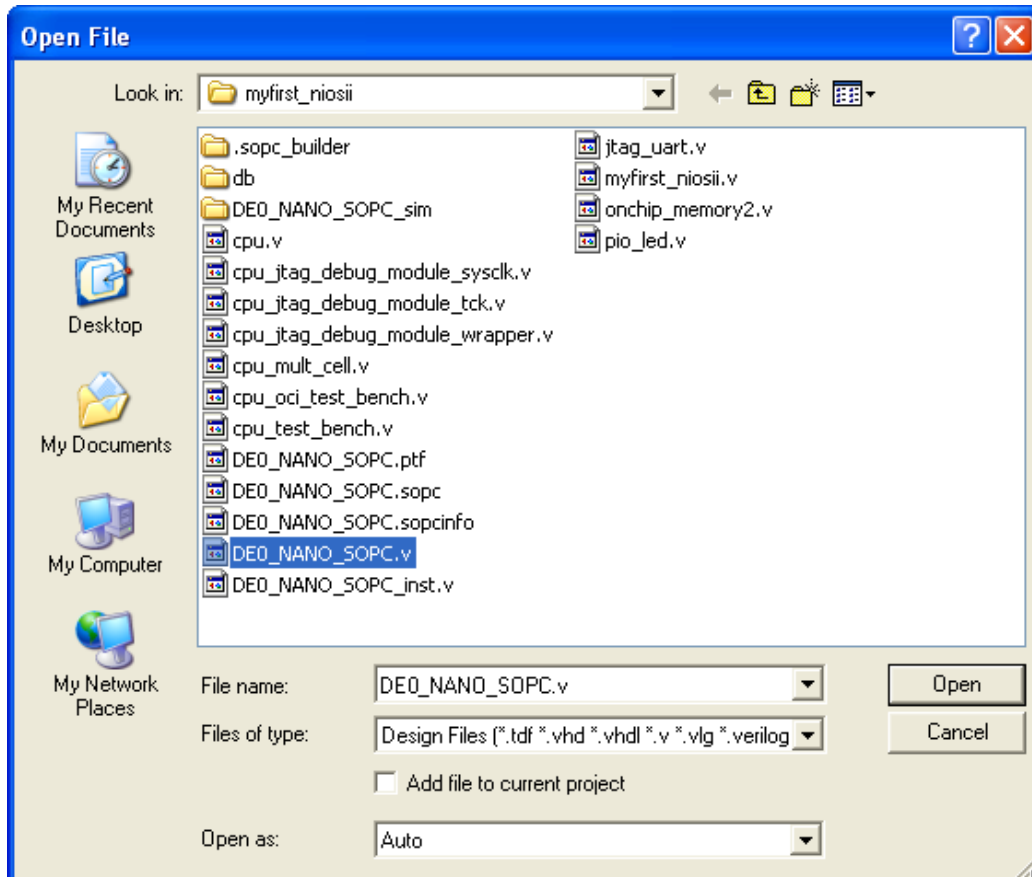 Open File
Look in:
myfirst_niosii
My Recent
Documents
Desktop
My Documents
My Computer
My Network
Places
.sopc_builder
db
DE0_NANO_SOPC_sim
cpu.v
cpu_jtag_debug_module_sysclk.v
cpu_jtag_debug_module_tck.v
cpu_jtag_debug_module_wrapper.v
cpu_mult_cell.v
cpu_oci_test_bench.v
cpu_test_bench.v
DE0_NANO_SOPC.ptf
DE0_NANO_SOPC.sopc
DE0_NANO_SOPC.sopcinfo
DE0_NANO_SOPC.v
DE0_NANO_SOPC_inst.v
jtag_uart.v
myfirst_niosii.v
onchip_memory2.v
pio_led.v
File name:
DE0_NANO_SOPC.v
Open
Files of type:
Design Files (*.tdf *.vhd *.vhdl *.v *.vlg *.verilog
Cancel
Add file to current project
Open as:
Auto